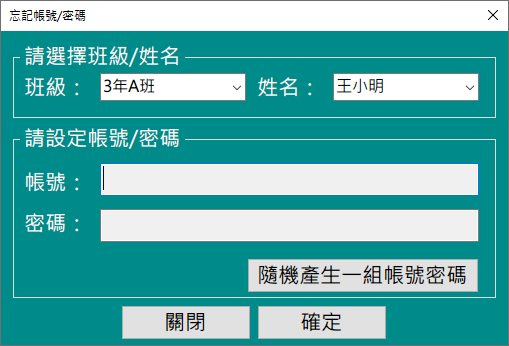 忘記帳號/密碼
請選擇班級/姓名
班級： 3年A班 姓名： 王小明
請設定帳號/密碼
帳號：
密碼：
隨機產生一組帳號密碼
關閉 確定